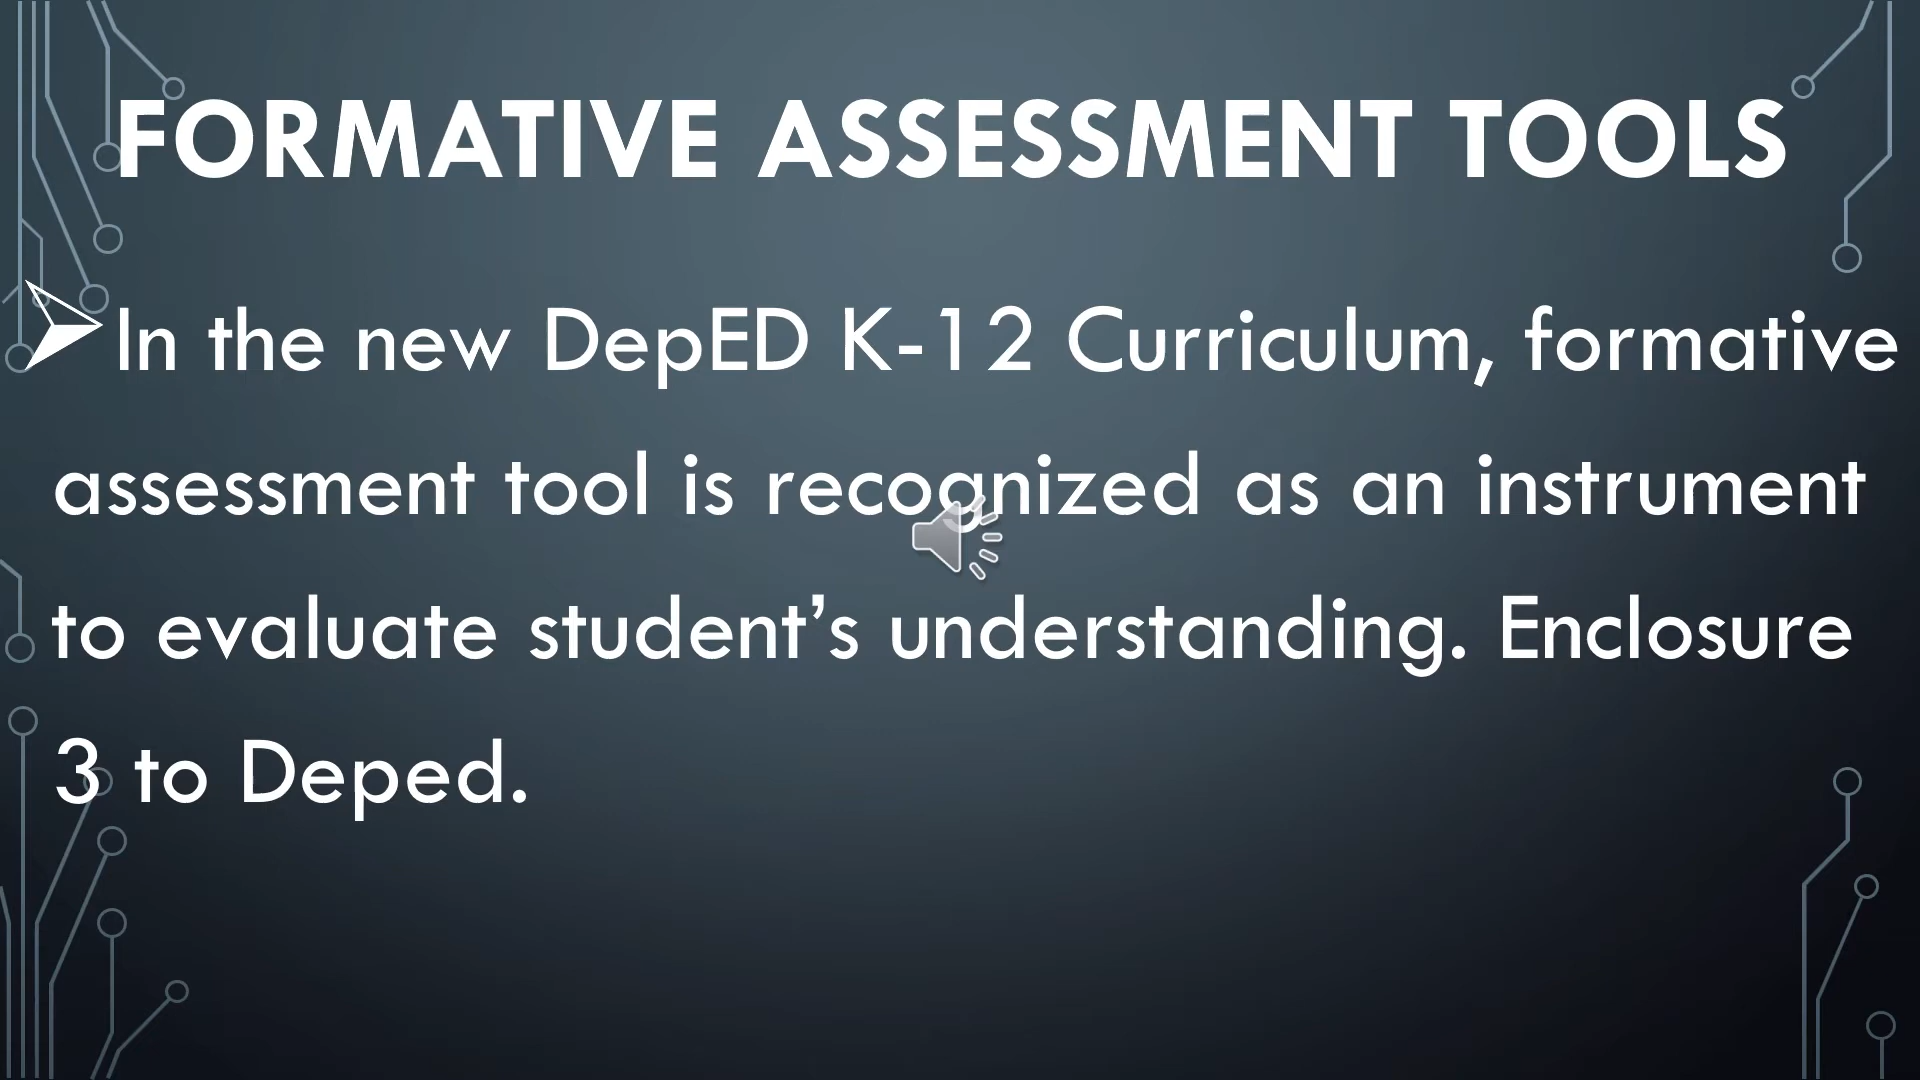 FORMATIVE ASSESSMENT TOOLS
In the new DepED K-12 Curriculum, formative
assessment tool is recognized as an instrument
to evaluate student’s understanding. Enclosure
3 to Deped.